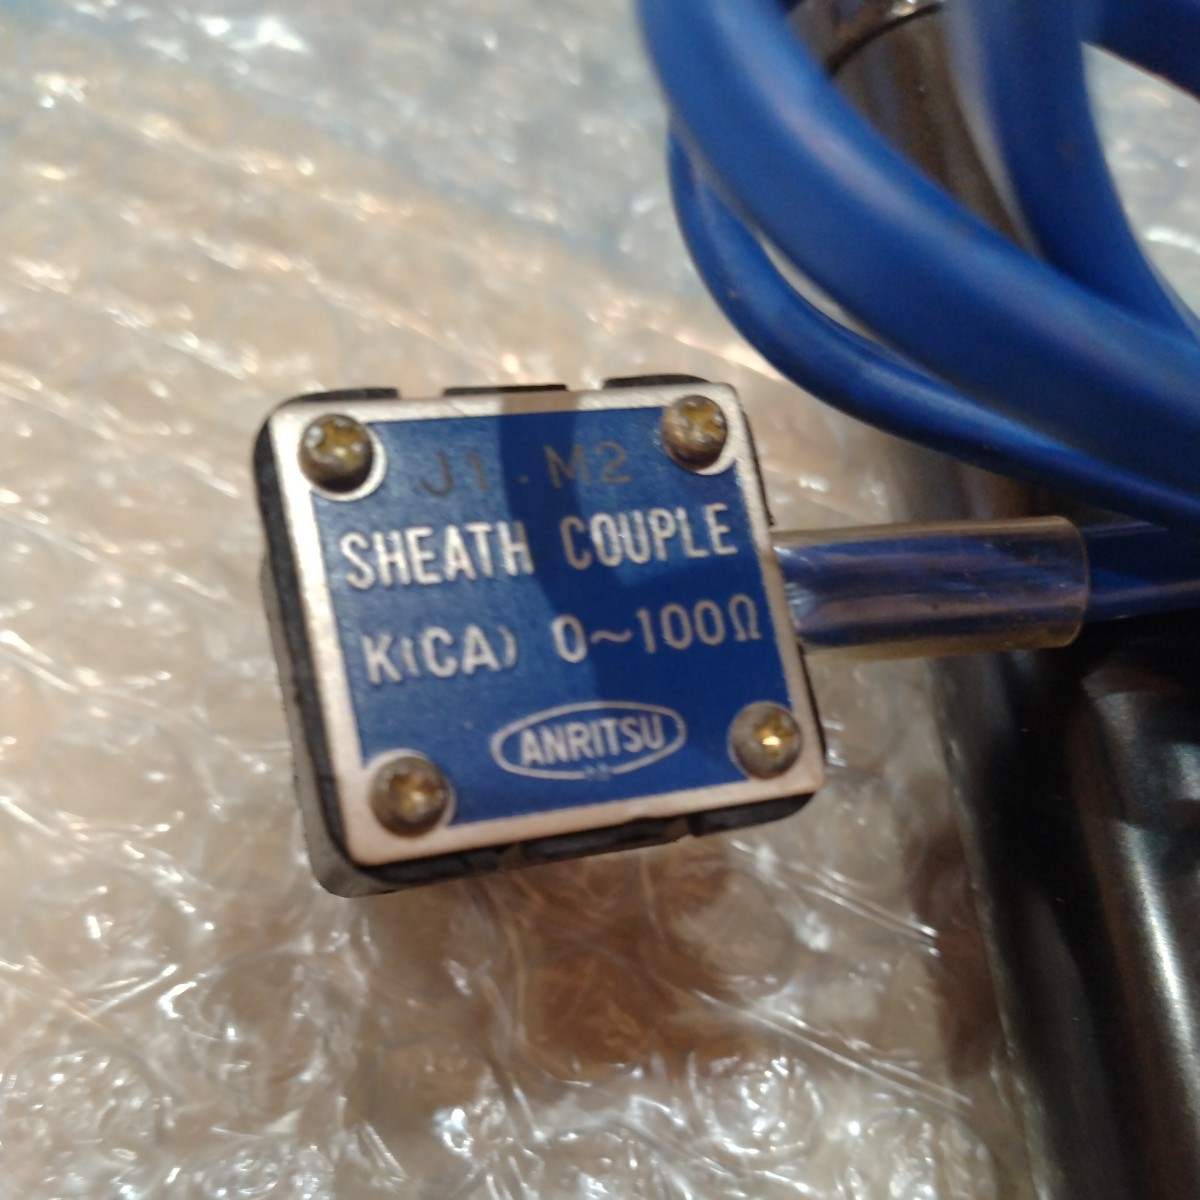 J1 - M2
SHEATH COUPLE
K(CA) 0~100Ω
ANRITSU